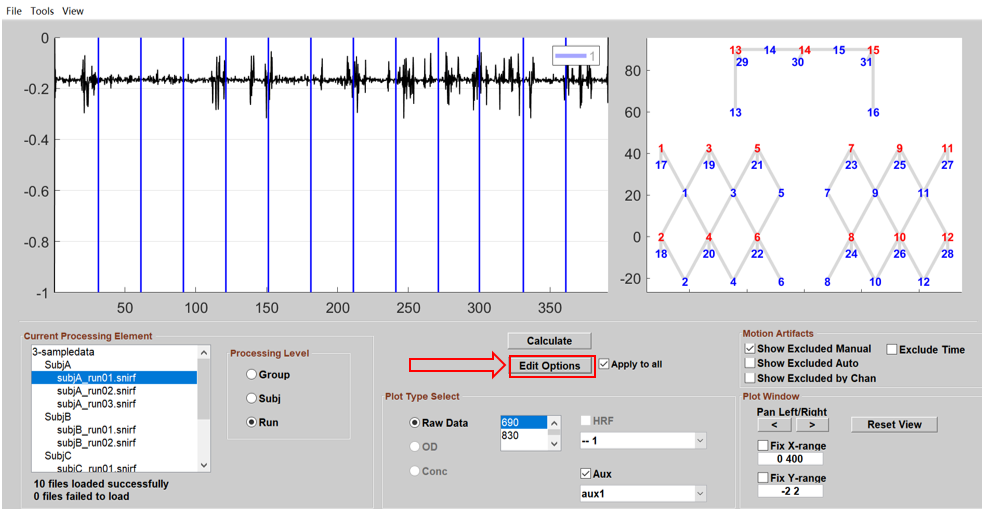 File Tools View
0
-0.2
-0.4
-0.6
-0.8
-1
50 100 150 200 250 300 350
1
80
60
40
20
0
-20
13 14 14 15 15
29 30 31
13 16
1 3 5 7 9 11
17 19 21 23 25 27
1 3 5 7 9 11
2 4 6 8 10 12
18 20 22 24 26 28
2 4 6 8 10 12
Current Processing Element
3-sampledata
SubjA
subjA_run01.snirf
subjA_run02.snirf
subjA_run03.snirf
SubjB
subjB_run01.snirf
subjB_run02.snirf
SubjC
subjC_run01.snirf
10 files loaded successfully
0 files failed to load
Processing Level
Group
Subj
Run
Calculate
Edit Options
Apply to all
Plot Type Select
Raw Data
OD
Conc
690
830
HRF
-- 1
Aux
aux1
Motion Artifacts
Show Excluded Manual Exclude Time
Show Excluded Auto
Show Excluded by Chan
Plot Window
Pan Left/Right
< > Reset View
Fix X-range
0 400
Fix Y-range
-2 2